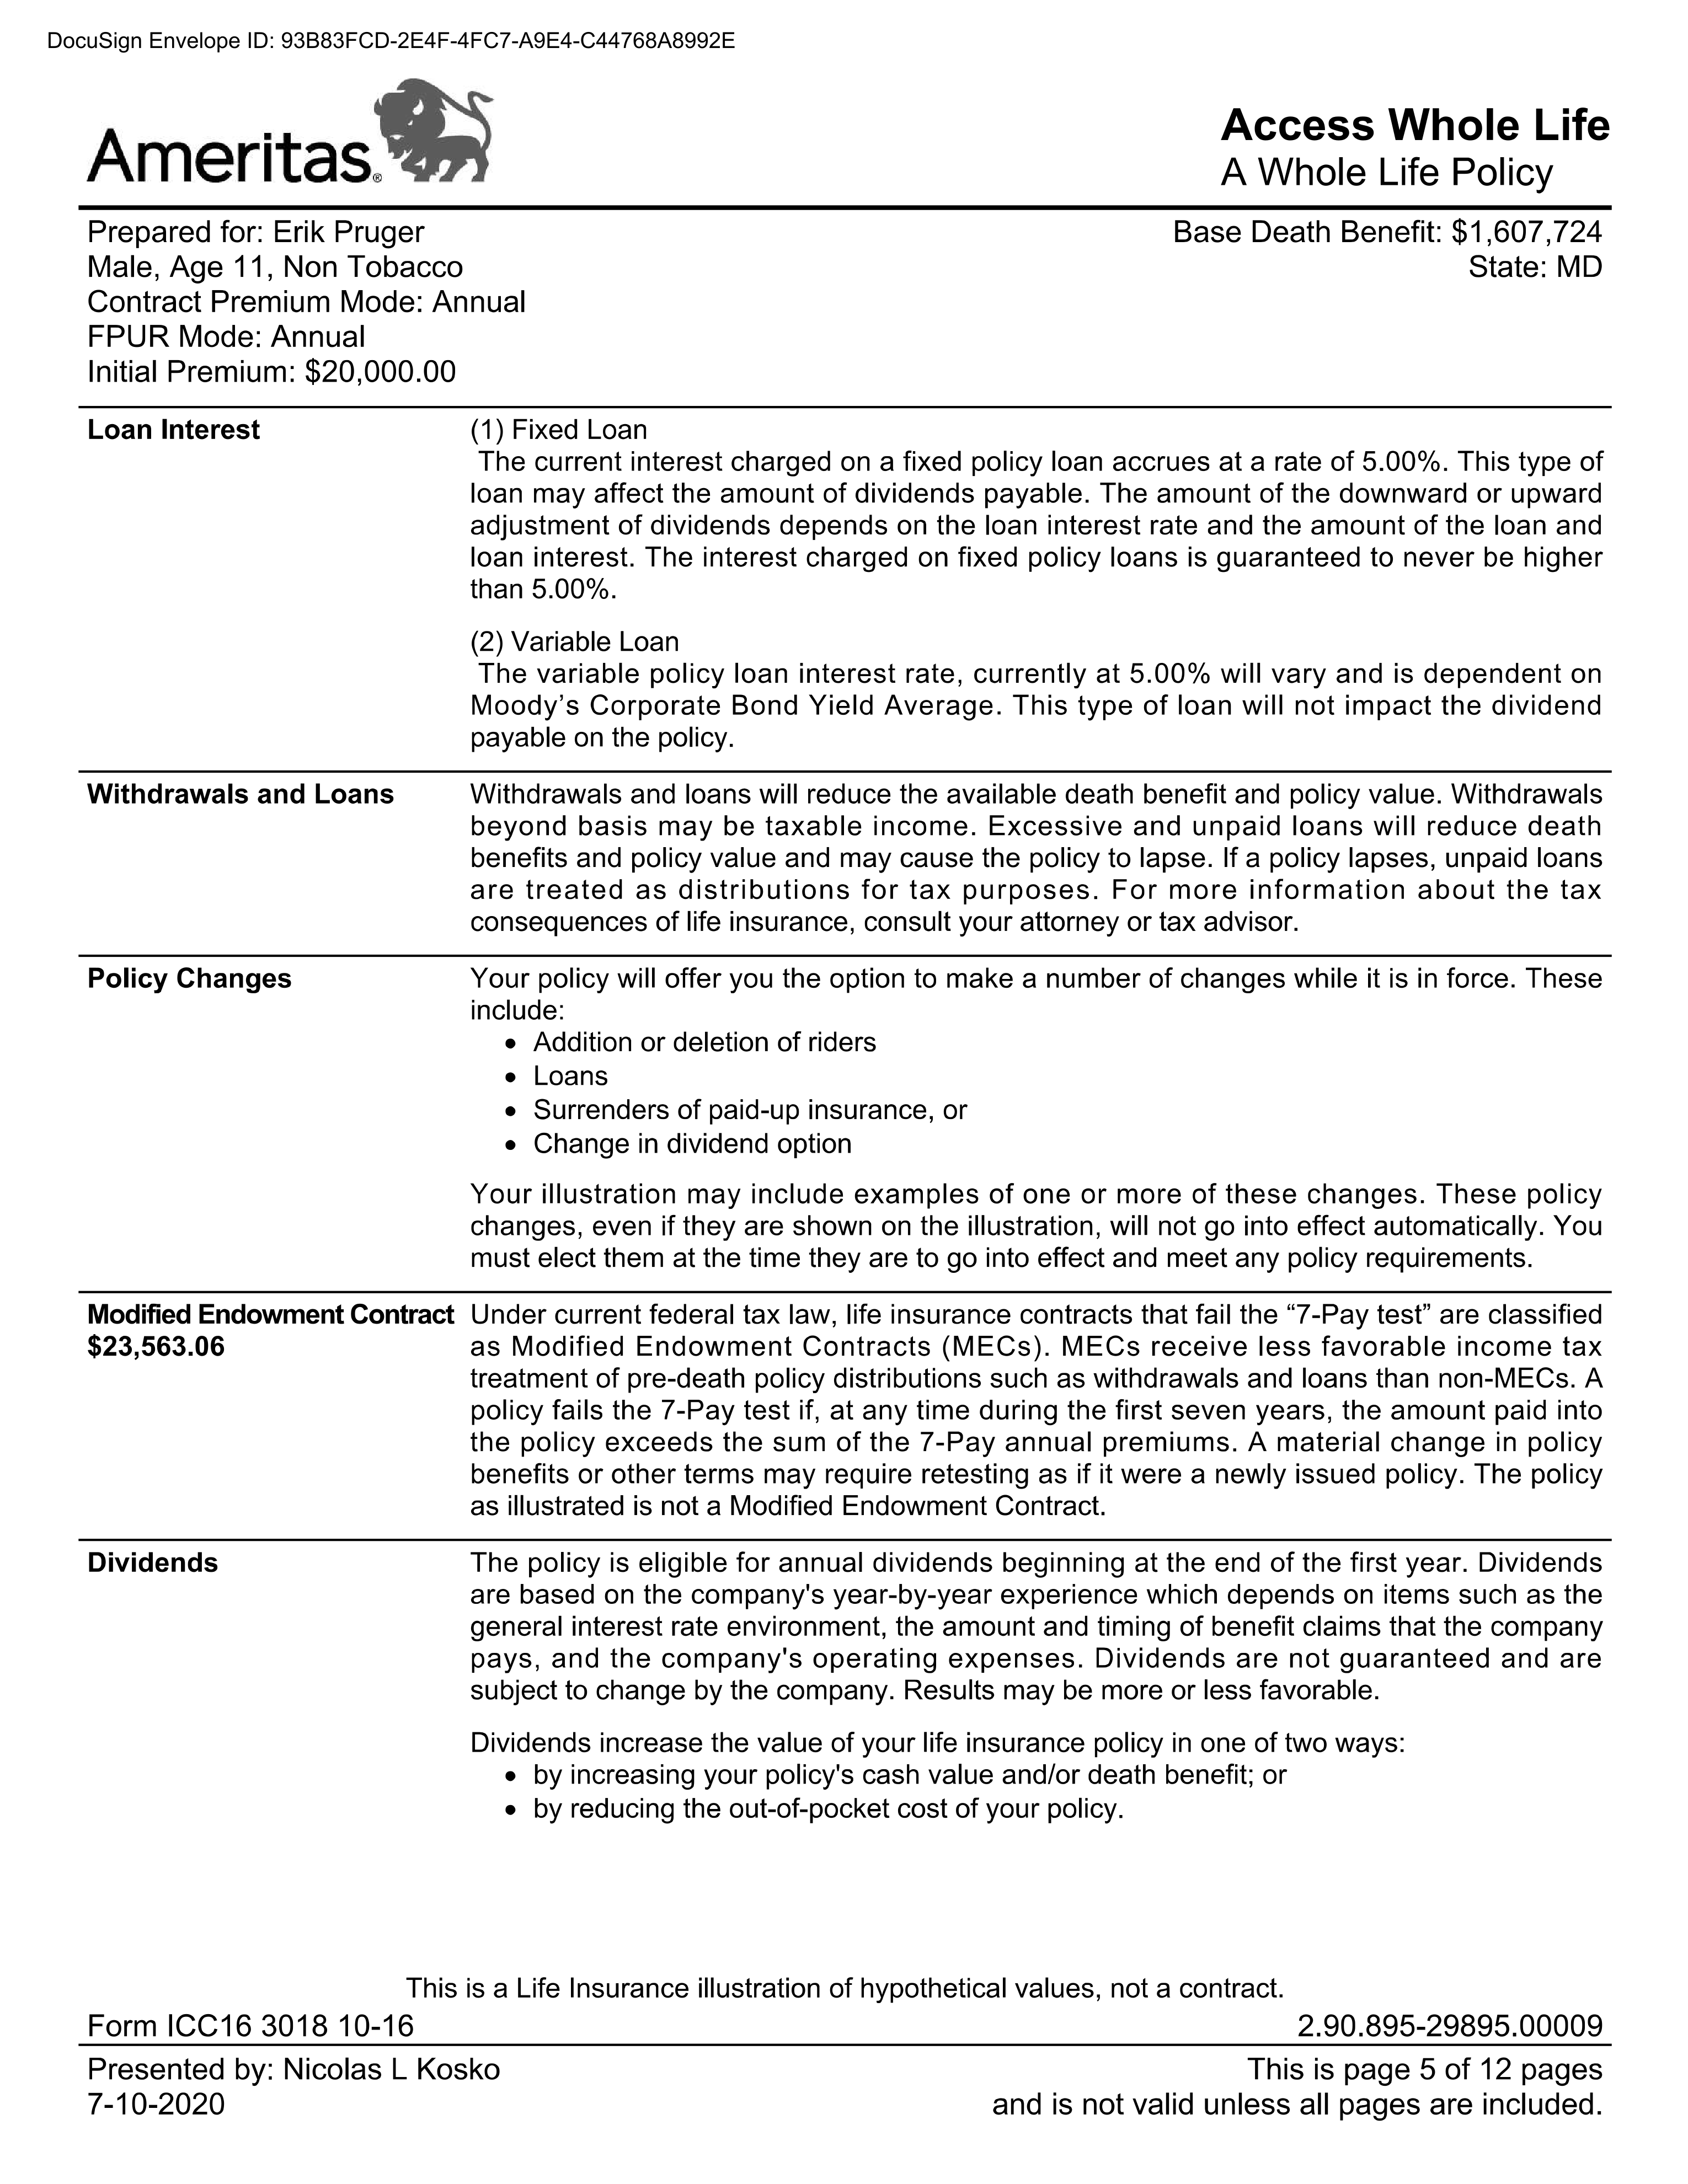 DocuSign Envelope ID: 93B83FCD-2E4F-4FC7-A9E4-C44768A8992E
Ameritas®
Access Whole Life
A Whole Life Policy
Prepared for: Erik Pruger
Male, Age 11, Non Tobacco
Contract Premium Mode: Annual
FPUR Mode: Annual
Initial Premium: $20,000.00
Base Death Benefit: $1,607,724
State: MD
Loan Interest
(1) Fixed Loan
The current interest charged on a fixed policy loan accrues at a rate of 5.00%. This type of
loan may affect the amount of dividends payable. The amount of the downward or upward
adjustment of dividends depends on the loan interest rate and the amount of the loan and
loan interest. The interest charged on fixed policy loans is guaranteed to never be higher
than 5.00%.
(2) Variable Loan
The variable policy loan interest rate, currently at 5.00% will vary and is dependent on
Moody’s Corporate Bond Yield Average. This type of loan will not impact the dividend
payable on the policy.
Withdrawals and Loans
Withdrawals and loans will reduce the available death benefit and policy value. Withdrawals
beyond basis may be taxable income. Excessive and unpaid loans will reduce death
benefits and policy value and may cause the policy to lapse. If a policy lapses, unpaid loans
are treated as distributions for tax purposes. For more information about the tax
consequences of life insurance, consult your attorney or tax advisor.
Policy Changes
Your policy will offer you the option to make a number of changes while it is in force. These
include:
• Addition or deletion of riders
• Loans
• Surrenders of paid-up insurance, or
• Change in dividend option
Your illustration may include examples of one or more of these changes. These policy
changes, even if they are shown on the illustration, will not go into effect automatically. You
must elect them at the time they are to go into effect and meet any policy requirements.
Modified Endowment Contract
$23,563.06
Under current federal tax law, life insurance contracts that fail the “7-Pay test” are classified
as Modified Endowment Contracts (MECs). MECs receive less favorable income tax
treatment of pre-death policy distributions such as withdrawals and loans than non-MECs. A
policy fails the 7-Pay test if, at any time during the first seven years, the amount paid into
the policy exceeds the sum of the 7-Pay annual premiums. A material change in policy
benefits or other terms may require retesting as if it were a newly issued policy. The policy
as illustrated is not a Modified Endowment Contract.
Dividends
The policy is eligible for annual dividends beginning at the end of the first year. Dividends
are based on the company's year-by-year experience which depends on items such as the
general interest rate environment, the amount and timing of benefit claims that the company
pays, and the company's operating expenses. Dividends are not guaranteed and are
subject to change by the company. Results may be more or less favorable.
Dividends increase the value of your life insurance policy in one of two ways:
• by increasing your policy's cash value and/or death benefit; or
• by reducing the out-of-pocket cost of your policy.
This is a Life Insurance illustration of hypothetical values, not a contract.
Form ICC16 3018 10-16
2.90.895-29895.00009
Presented by: Nicolas L Kosko
7-10-2020
This is page 5 of 12 pages
and is not valid unless all pages are included.